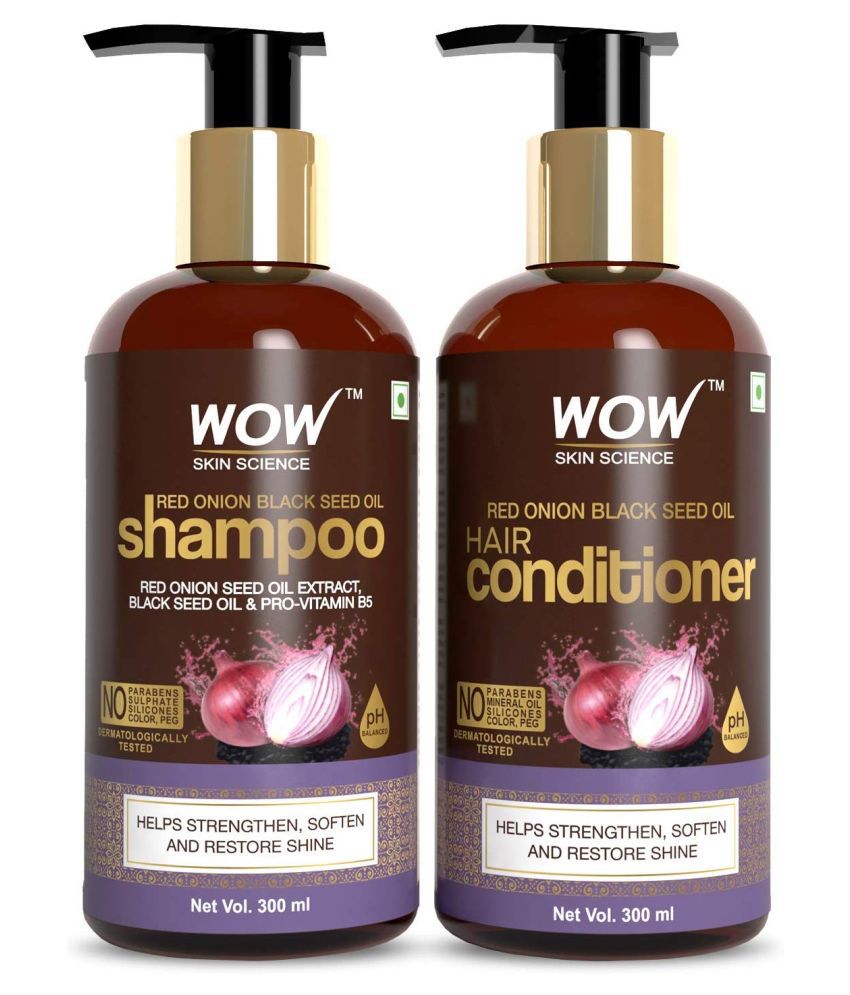 WOW™
SKIN SCIENCE
RED ONION BLACK SEED OIL
shampoo
RED ONION SEED OIL EXTRACT,
BLACK SEED OIL & PRO-VITAMIN B5
NO
PARABENS
SULPHATE
SILICONES
COLOR, PEG
DERMATOLOGICALLY
TESTED
pH
BALANCED
HELPS STRENGTHEN, SOFTEN
AND RESTORE SHINE
Net Vol. 300 ml
WOW™
SKIN SCIENCE
RED ONION BLACK SEED OIL
HAIR
conditioner
NO
PARABENS
MINERAL OIL
SILICONES
COLOR, PEG
DERMATOLOGICALLY
TESTED
pH
BALANCED
HELPS STRENGTHEN, SOFTEN
AND RESTORE SHINE
Net Vol. 300 ml